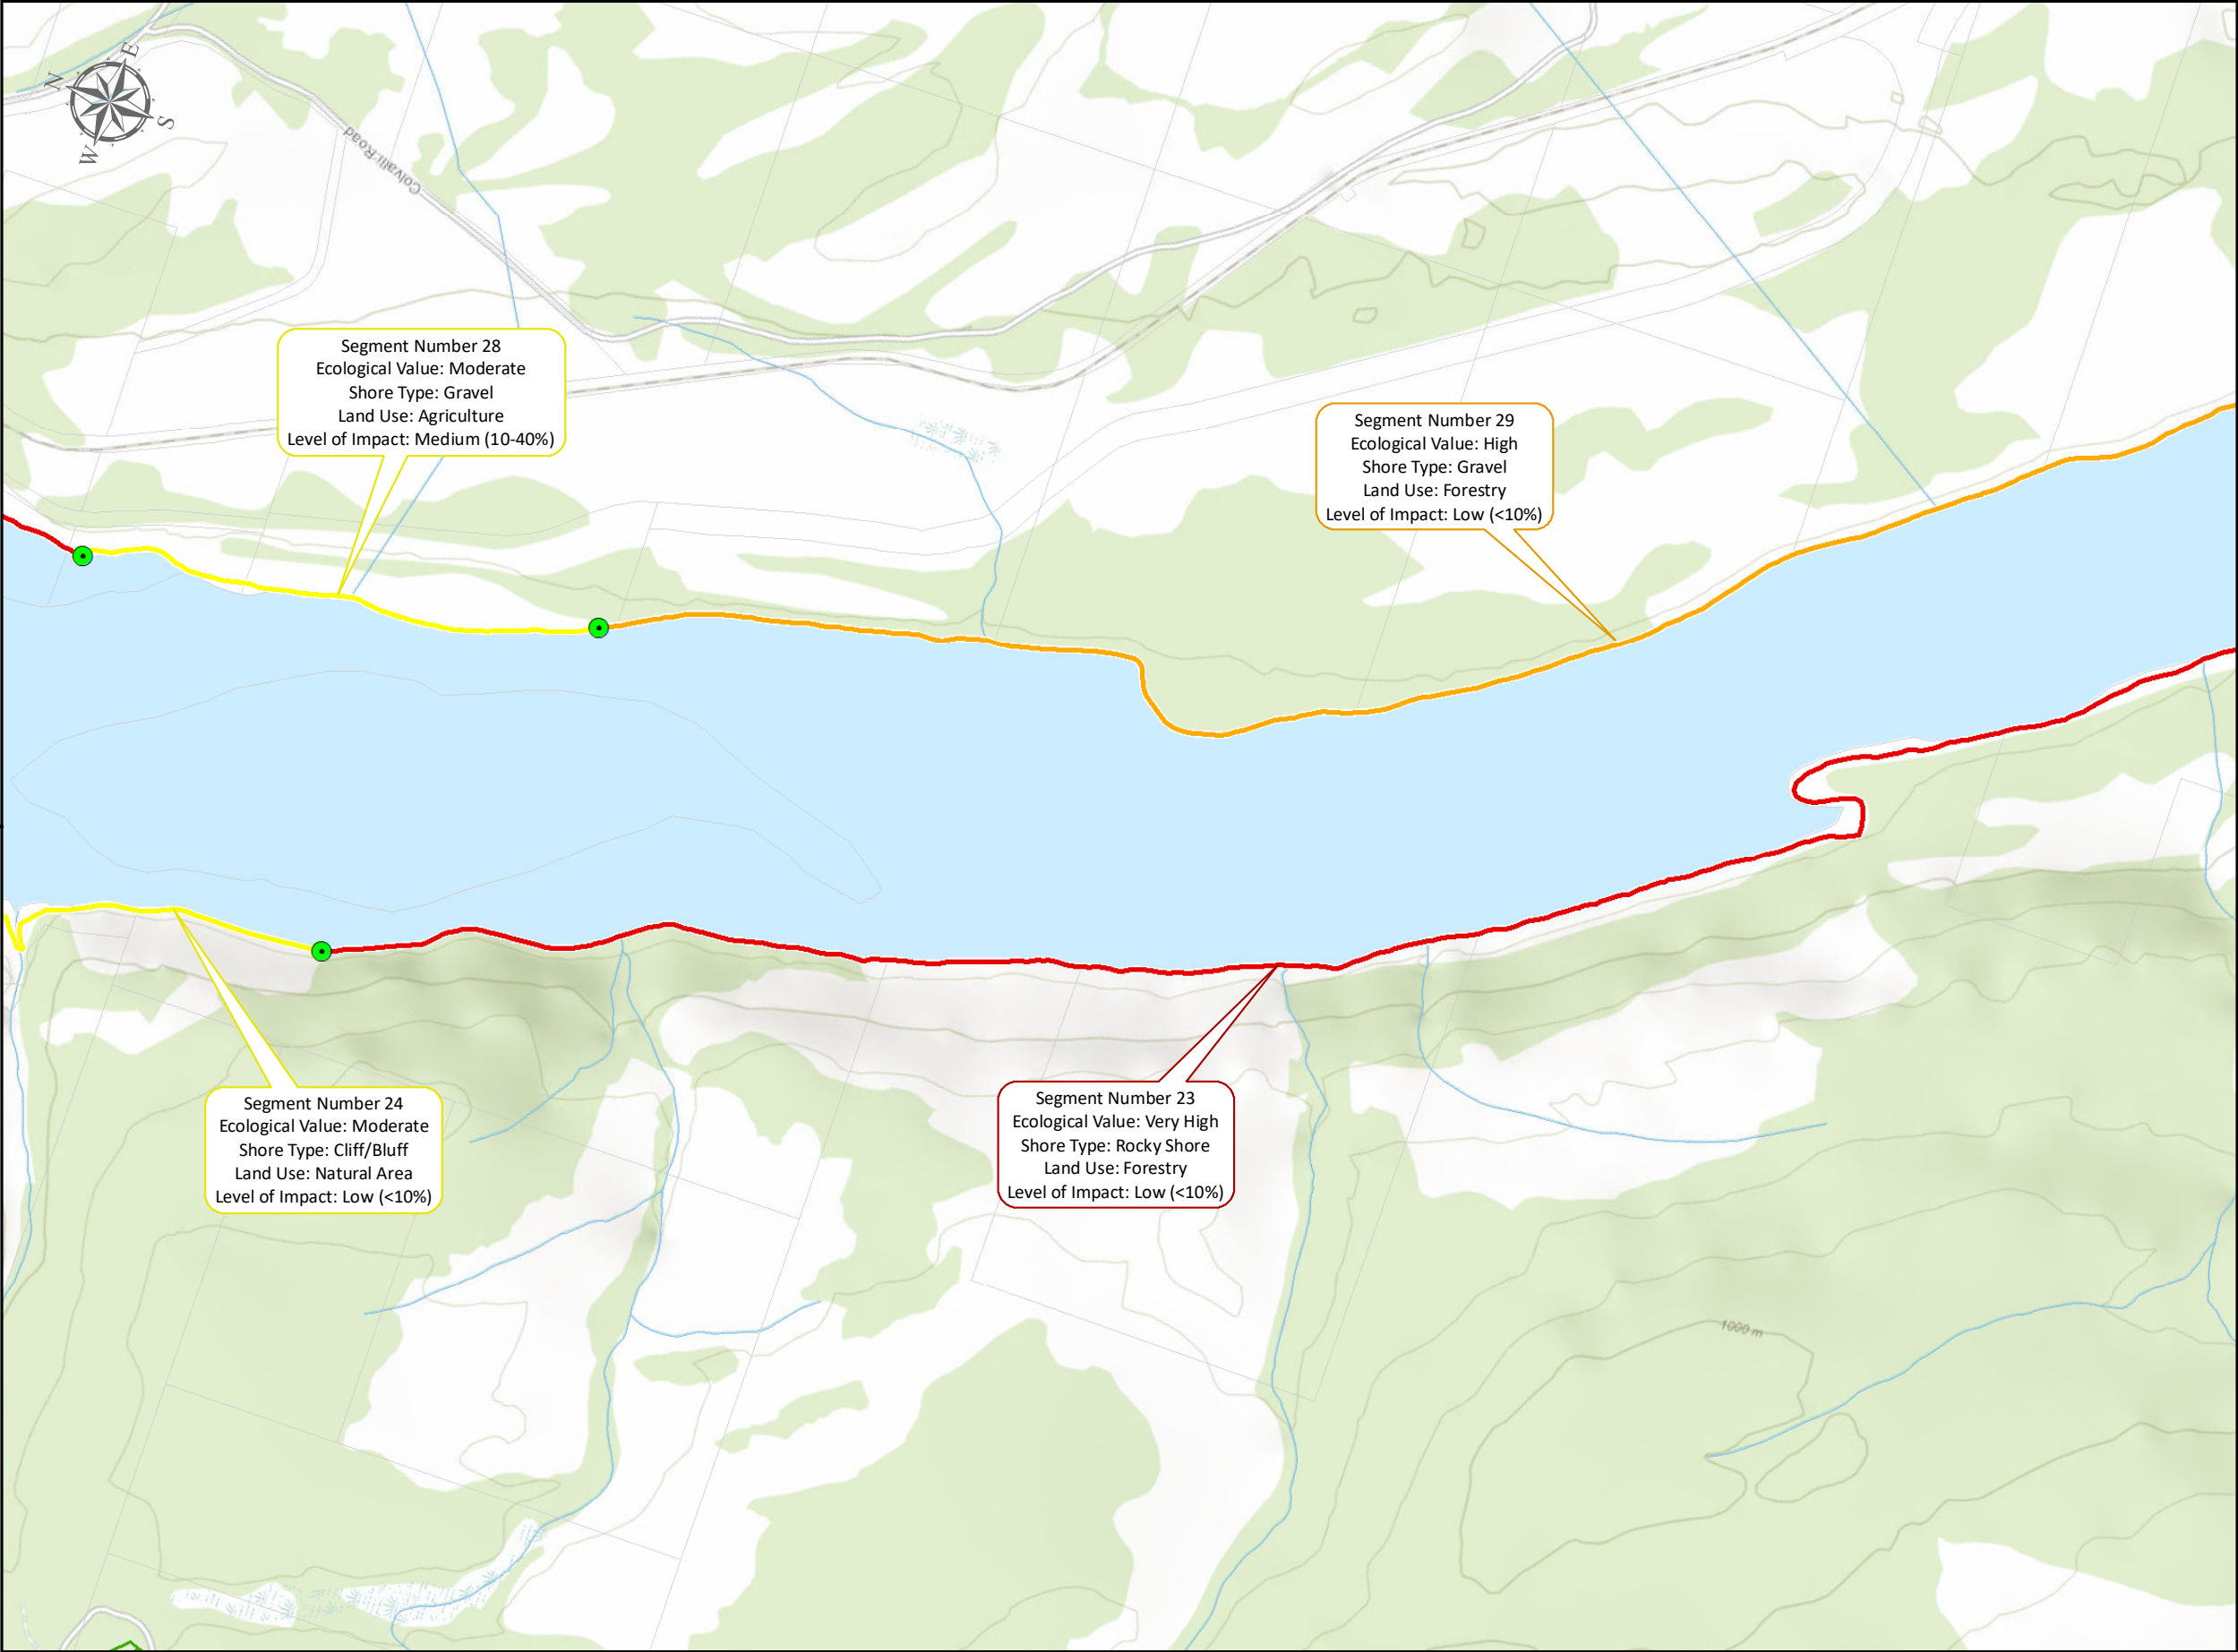 N
E
S
W
Colvalli Road
Segment Number 28
Ecological Value: Moderate
Shore Type: Gravel
Land Use: Agriculture
Level of Impact: Medium (10-40%)
Segment Number 29
Ecological Value: High
Shore Type: Gravel
Land Use: Forestry
Level of Impact: Low (<10%)
Segment Number 24
Ecological Value: Moderate
Shore Type: Cliff/Bluff
Land Use: Natural Area
Level of Impact: Low (<10%)
Segment Number 23
Ecological Value: Very High
Shore Type: Rocky Shore
Land Use: Forestry
Level of Impact: Low (<10%)
1000 m